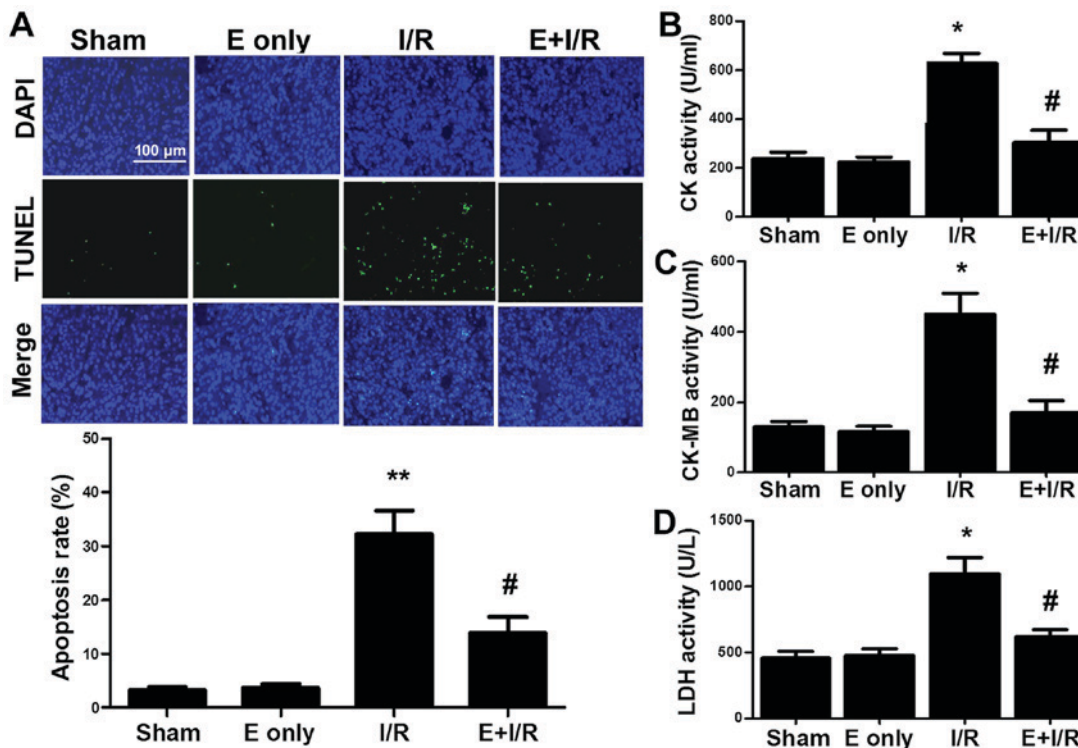 A
Sham E only I/R E+I/R
DAPI
100 µm
TUNEL
Merge
Apoptosis rate (%)
50
40
30
20
10
0
**
#
Sham E only I/R E+I/R
B
CK activity (U/ml)
800
600
400
200
0
*
#
Sham E only I/R E+I/R
C
CK-MB activity (U/ml)
600
400
200
0
*
#
Sham E only I/R E+I/R
D
LDH activity (U/L)
1500
1000
500
0
*
#
Sham E only I/R E+I/R